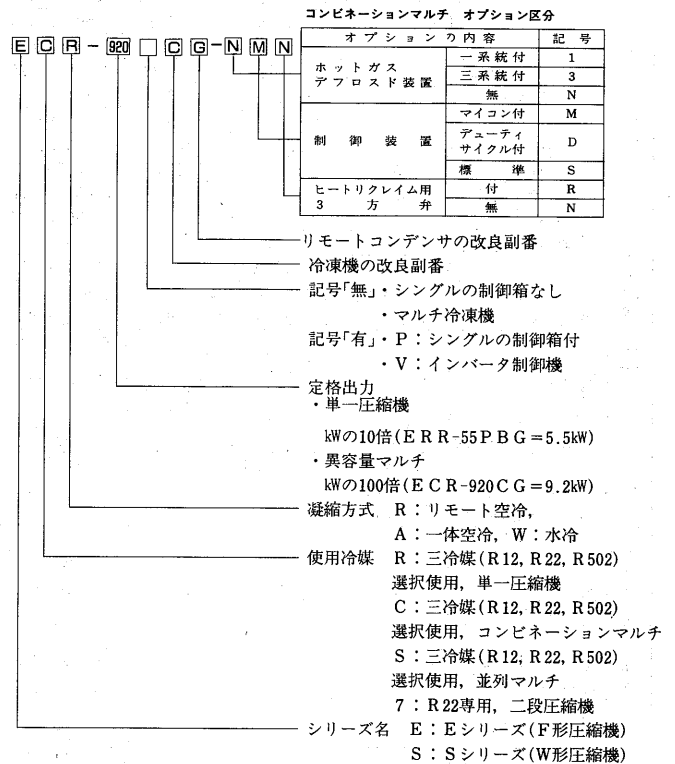 コンビネーションマルチ オプション区分
ECR-920□CG-NMN
オプションの内容 記号
ホットガス
デフロスド装置
一系統付 1
三系統付 3
無 N
制御装置
マイコン付 M
デューティ
サイクル付 D
標準 S
ヒートリクレイム用
3方弁
付 R
無 N
リモートコンデンサの改良副番
冷凍機の改良副番
記号「無」・シングルの制御箱なし
・マルチ冷凍機
記号「有」・P：シングルの制御箱付
・V：インバータ制御機
定格出力
・単一圧縮機
kWの10倍(ERR-55PBG=5.5kW)
・異容量マルチ
kWの100倍(ECR-920CG=9.2kW)
凝縮方式 R：リモート空冷,
A：一体空冷, W：水冷
使用冷媒 R：三冷媒(R12, R22, R502)
選択使用, 単一圧縮機
C：三冷媒(R12, R22, R502)
選択使用, コンビネーションマルチ
S：三冷媒(R12, R22, R502)
選択使用, 並列マルチ
7：R22専用, 二段圧縮機
シリーズ名 E：Eシリーズ(F形圧縮機)
S：Sシリーズ(W形圧縮機)